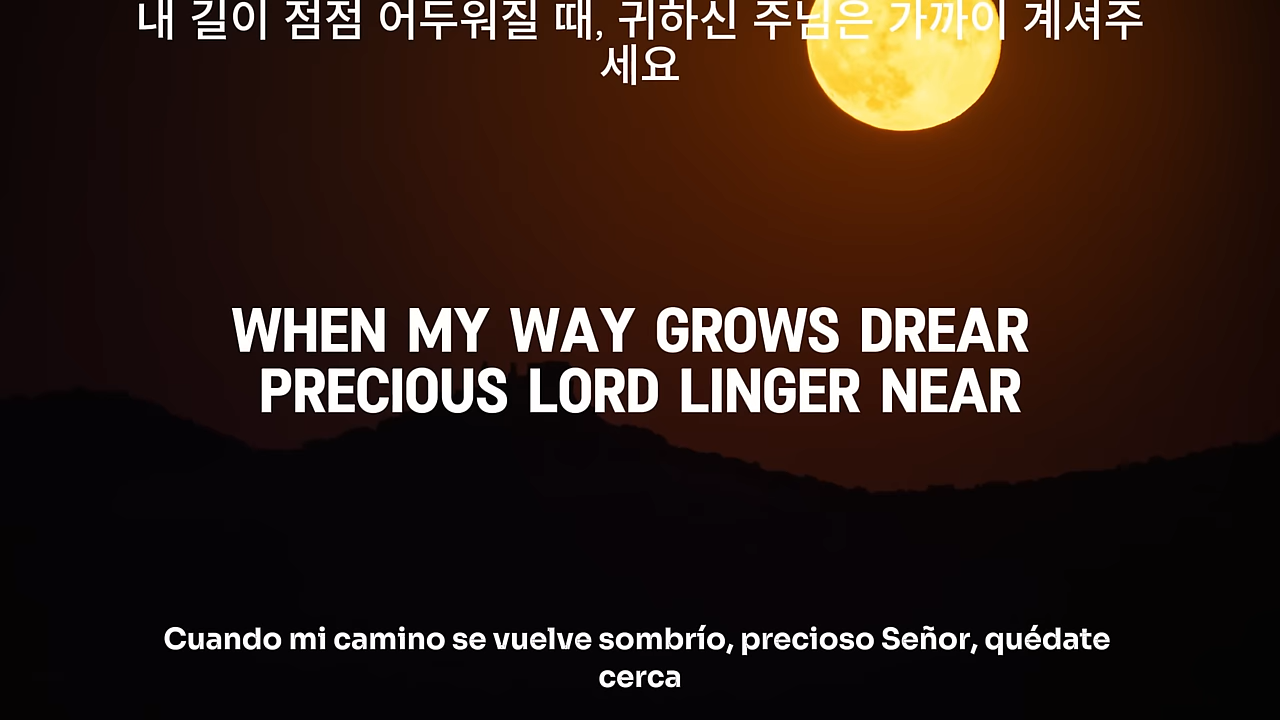 내 길이 점점 어두워질 때, 귀하신 주님은 가까이 계셔주
세요
WHEN MY WAY GROWS DREAR
PRECIOUS LORD LINGER NEAR
Cuando mi camino se vuelve sombrío, precioso Señor, quédate
cerca